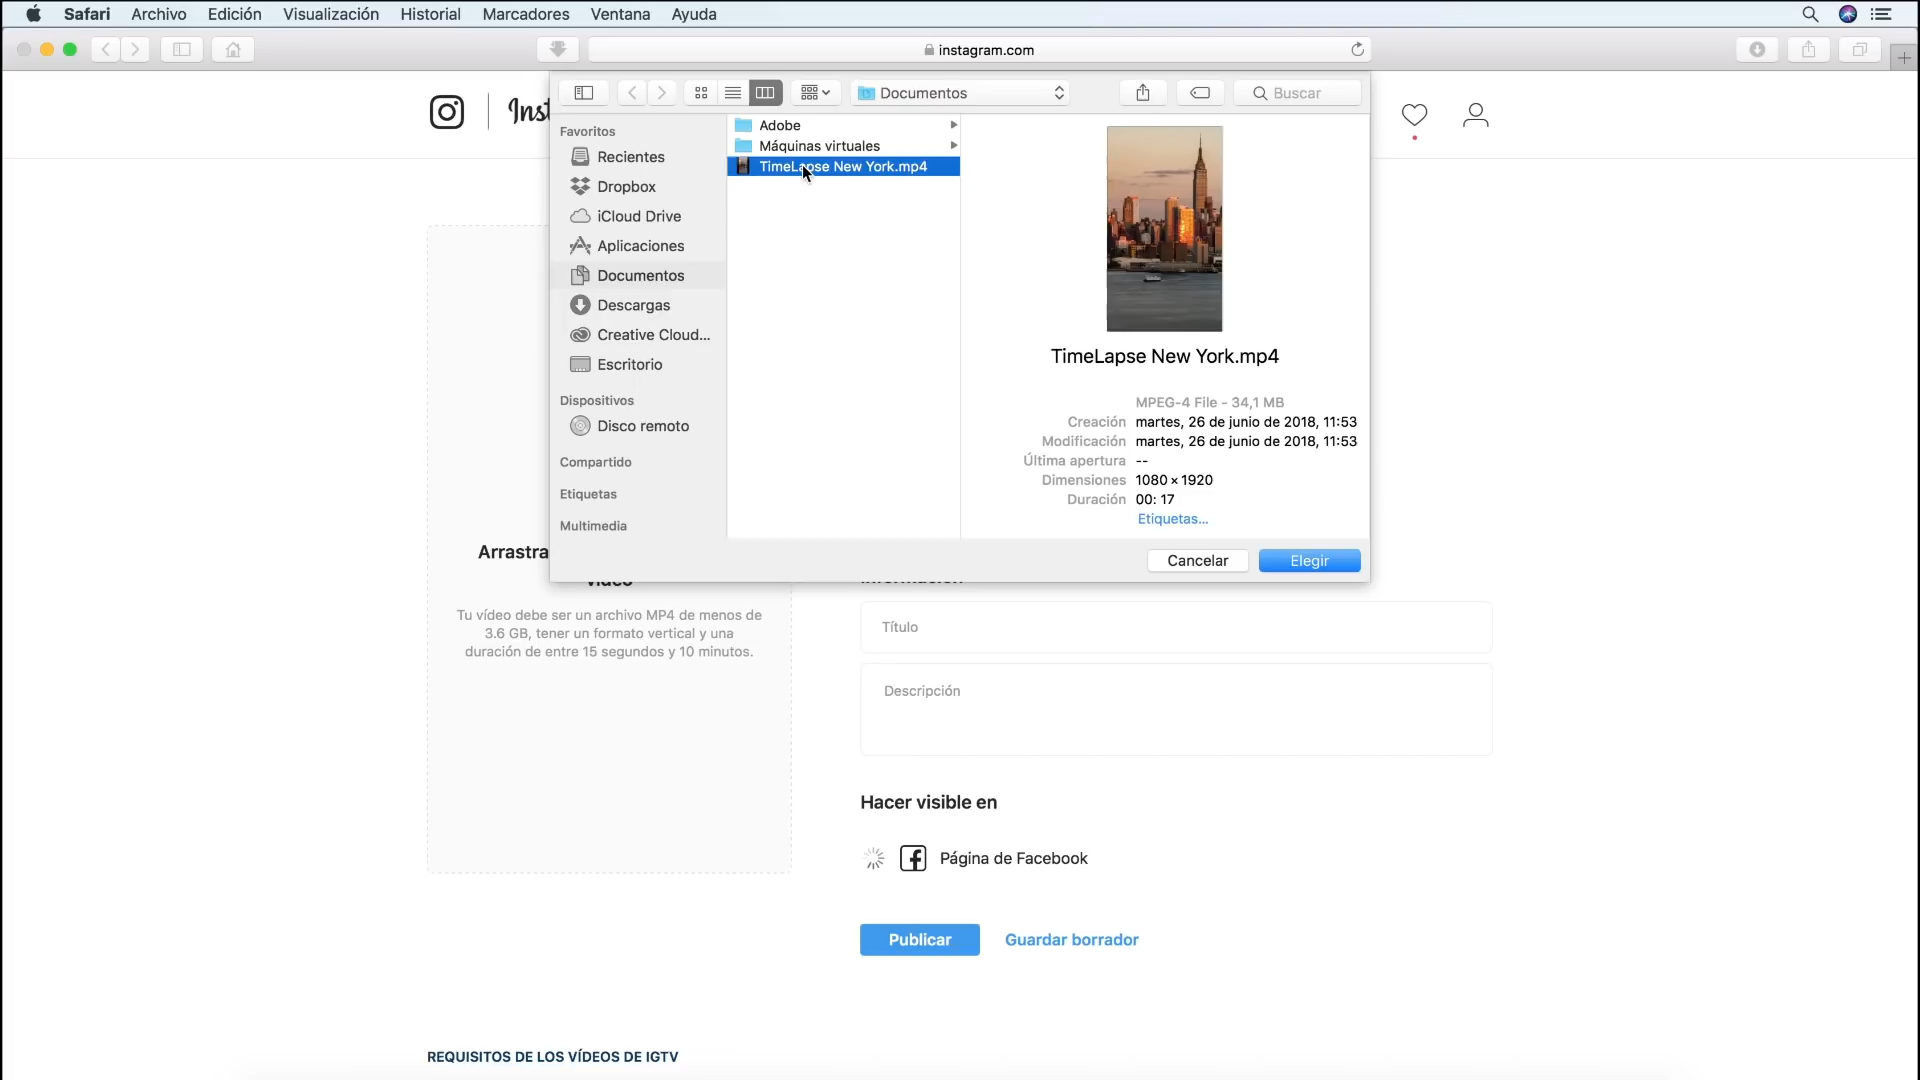 Safari Archivo Edición Visualización Historial Marcadores Ventana Ayuda
instagram.com
Documentos
Buscar
Favoritos
Recientes
Dropbox
iCloud Drive
Aplicaciones
Documentos
Descargas
Creative Cloud...
Escritorio
Dispositivos
Disco remoto
Compartido
Etiquetas
Multimedia
Adobe
Máquinas virtuales
TimeLapse New York.mp4
TimeLapse New York.mp4
MPEG-4 File - 34,1 MB
Creación martes, 26 de junio de 2018, 11:53
Modificación martes, 26 de junio de 2018, 11:53
Última apertura --
Dimensiones 1080 × 1920
Duración 00: 17
Etiquetas...
Cancelar Elegir
Inst
Arrastra
vídeo
Tu vídeo debe ser un archivo MP4 de menos de
3.6 GB, tener un formato vertical y una
duración de entre 15 segundos y 10 minutos.
Información
Título
Descripción
Hacer visible en
Página de Facebook
Publicar Guardar borrador
REQUISITOS DE LOS VÍDEOS DE IGTV